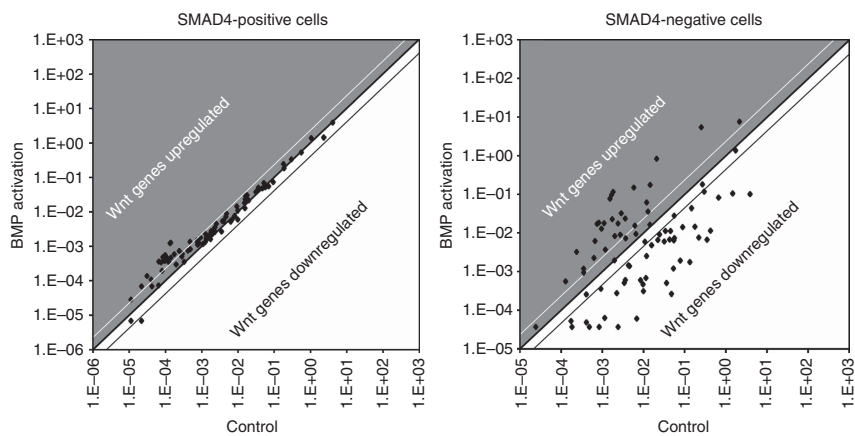 SMAD4-positive cells
BMP activation
1.E+03
1.E+02
1.E+01
1.E+00
1.E−01
1.E−02
1.E−03
1.E−04
1.E−05
1.E−06
Wnt genes upregulated
Wnt genes downregulated
1.E−06
1.E−05
1.E−04
1.E−03
1.E−02
1.E−01
1.E+00
1.E+01
1.E+02
1.E+03
Control
SMAD4-negative cells
BMP activation
1.E+03
1.E+02
1.E+01
1.E+00
1.E−01
1.E−02
1.E−03
1.E−04
1.E−05
Wnt genes upregulated
Wnt genes downregulated
1.E−05
1.E−04
1.E−03
1.E−02
1.E−01
1.E+00
1.E+01
1.E+02
1.E+03
Control